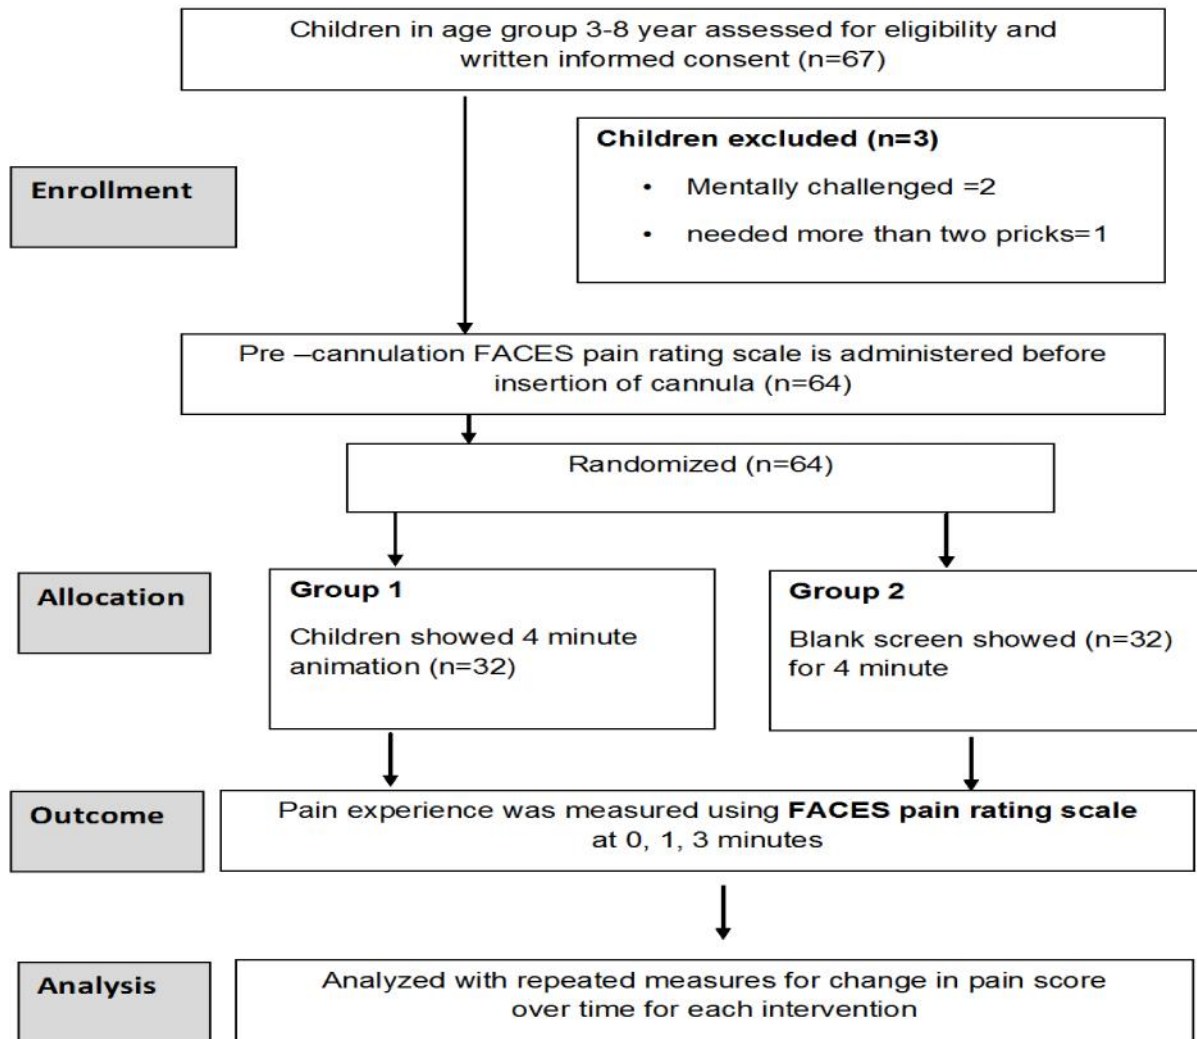 Children in age group 3-8 year assessed for eligibility and
written informed consent (n=67)
Enrollment
Children excluded (n=3)
• Mentally challenged =2
• needed more than two pricks=1
Pre –cannulation FACES pain rating scale is administered before
insertion of cannula (n=64)
Randomized (n=64)
Allocation
Group 1
Children showed 4 minute
animation (n=32)
Group 2
Blank screen showed (n=32)
for 4 minute
Outcome
Pain experience was measured using FACES pain rating scale
at 0, 1, 3 minutes
Analysis
Analyzed with repeated measures for change in pain score
over time for each intervention